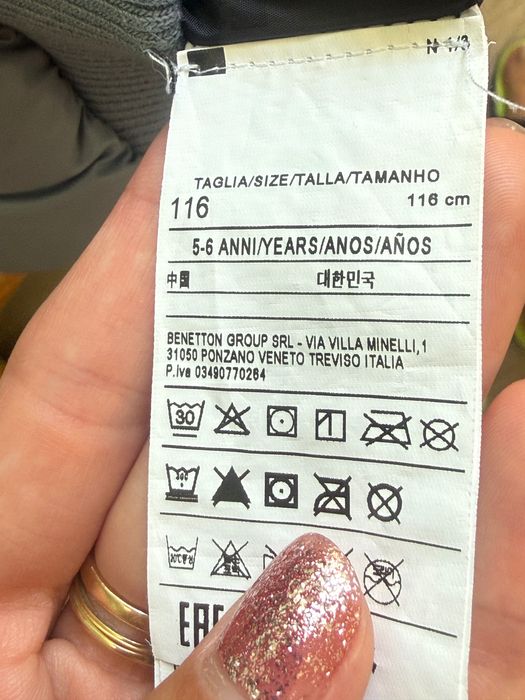 N 1/3
TAGLIA/SIZE/TALLA/TAMANHO
116 116 cm
5-6 ANNI/YEARS/ANOS/AÑOS
中国 대한민국
BENETTON GROUP SRL - VIA VILLA MINELLI,1
31050 PONZANO VENETO TREVISO ITALIA
P.iva 03490770264
30